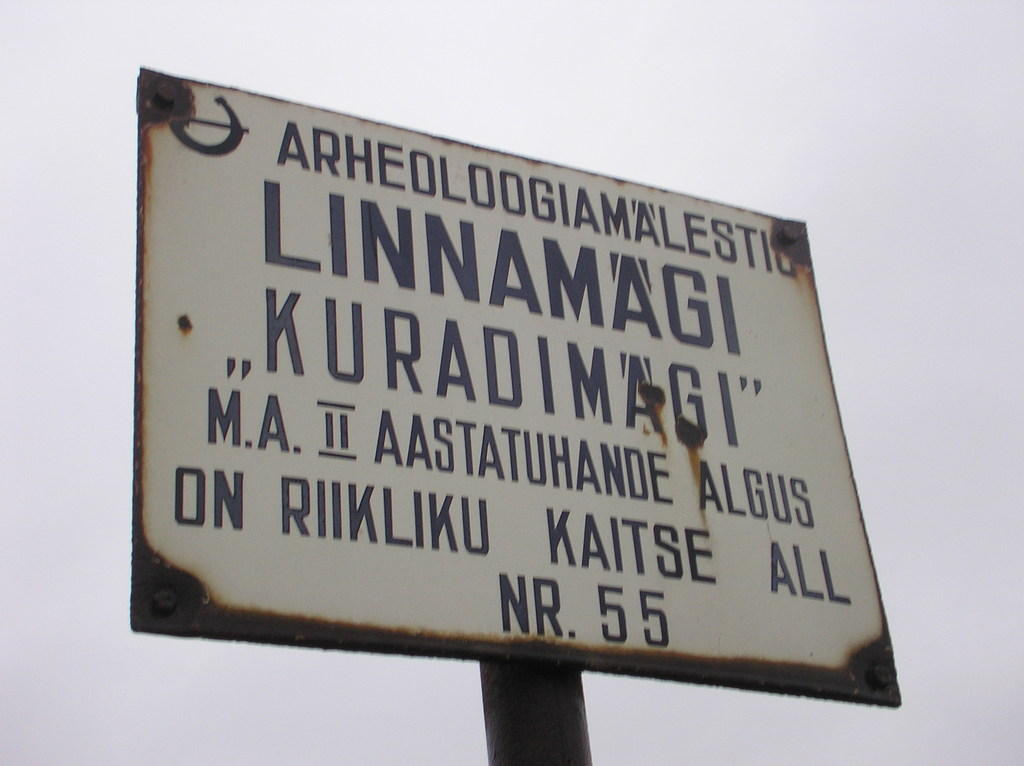 ARHEOLOOGIAMÄLESTIS
LINNAMÄGI
„KURADIMÄGI”
M.A. II AASTATUHANDE ALGUS
ON RIIKLIKU KAITSE ALL
NR. 55